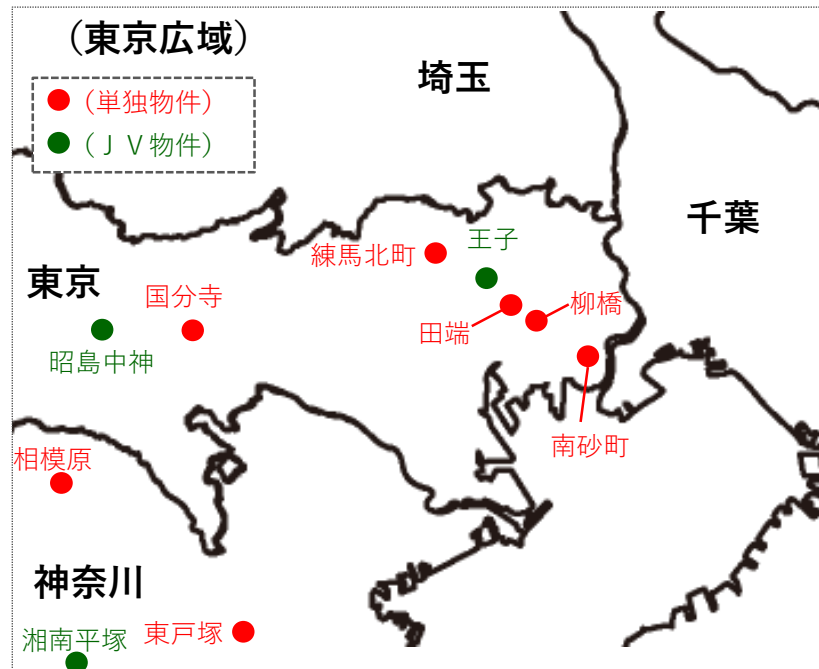 （東京広域）
（単独物件）
（ＪＶ物件）
埼玉
千葉
王子
練馬北町
東京
国分寺
柳橋
田端
昭島中神
南砂町
相模原
神奈川
東戸塚
湘南平塚